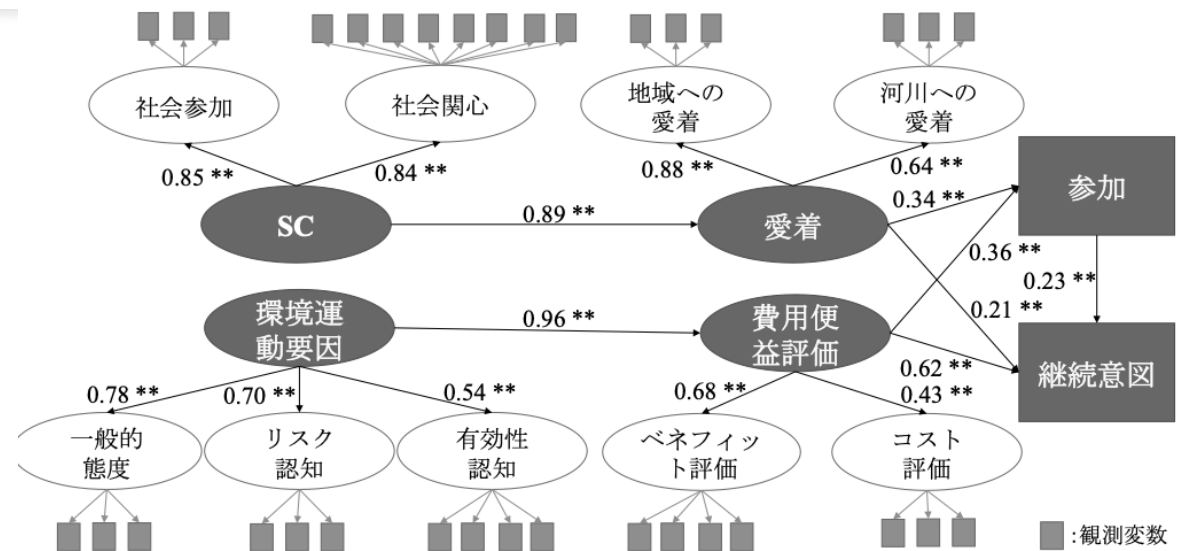 社会参加
社会関心
地域への
愛着
河川への
愛着
0.85 **
0.84 **
0.88 **
0.64 **
参加
SC
0.89 **
愛着
0.34 **
0.36 **
0.23 **
0.21 **
環境運
動要因
0.96 **
費用便
益評価
継続意図
0.62 **
0.78 **
0.70 **
0.54 **
0.68 **
0.43 **
一般的
態度
リスク
認知
有効性
認知
ベネフィッ
ト評価
コスト
評価
:観測変数